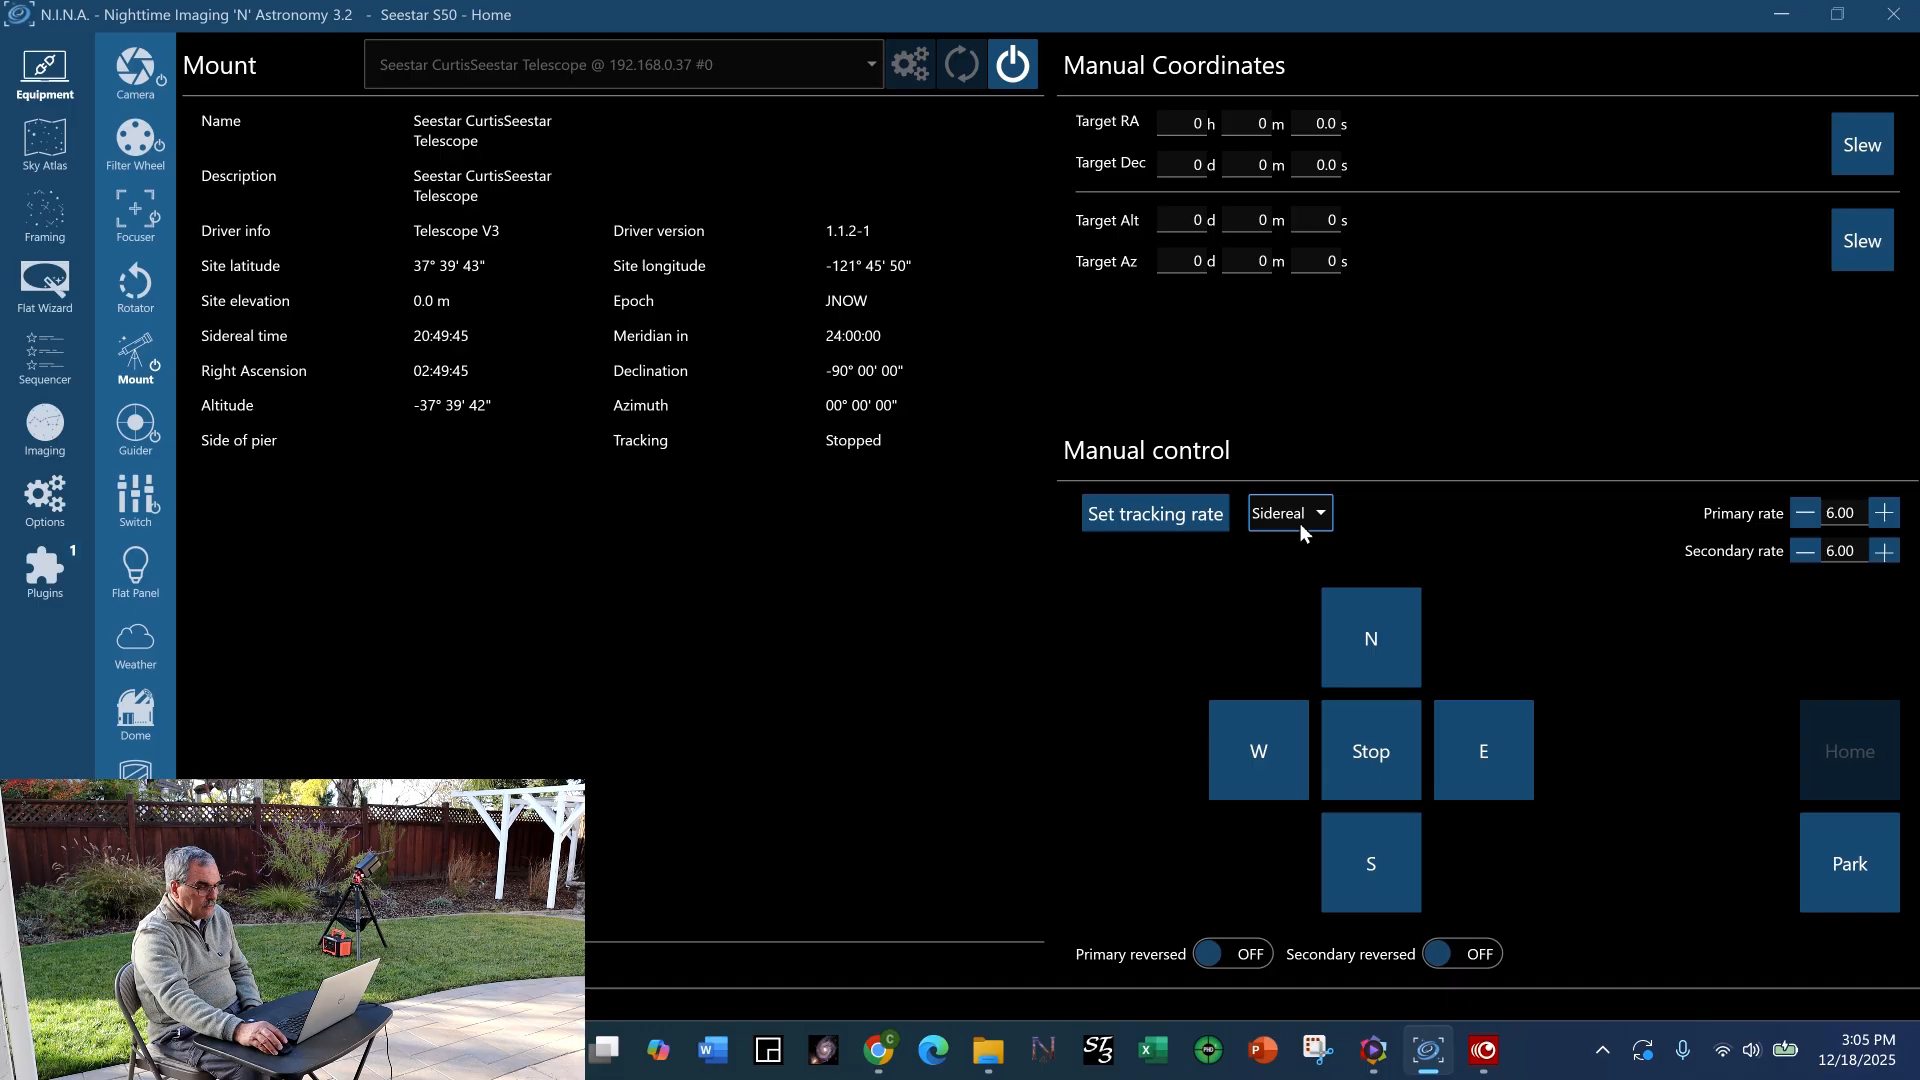 N.I.N.A. - Nighttime Imaging 'N' Astronomy 3.2   -   Seestar S50 - Home
Equipment
Sky Atlas
Framing
Flat Wizard
Sequencer
Imaging
Options
1
Plugins
Camera
Filter Wheel
Focuser
Rotator
Mount
Guider
Switch
Flat Panel
Weather
Dome
Mount
Seestar CurtisSeestar Telescope @ 192.168.0.37 #0
Name Seestar CurtisSeestar
Telescope
Description Seestar CurtisSeestar
Telescope
Driver info Telescope V3 Driver version 1.1.2-1
Site latitude 37° 39' 43" Site longitude -121° 45' 50"
Site elevation 0.0 m Epoch JNOW
Sidereal time 20:49:45 Meridian in 24:00:00
Right Ascension 02:49:45 Declination -90° 00' 00"
Altitude -37° 39' 42" Azimuth 00° 00' 00"
Side of pier Tracking Stopped
Manual Coordinates
Target RA 0 h 0 m 0.0 s
Target Dec 0 d 0 m 0.0 s
Slew
Target Alt 0 d 0 m 0 s
Target Az 0 d 0 m 0 s
Slew
Manual control
Set tracking rate Sidereal
Primary rate 6.00
Secondary rate 6.00
N
W Stop E
S
Home
Park
Primary reversed OFF Secondary reversed OFF
W
C
N
SF3
X
PHD
P
3:05 PM
12/18/2025